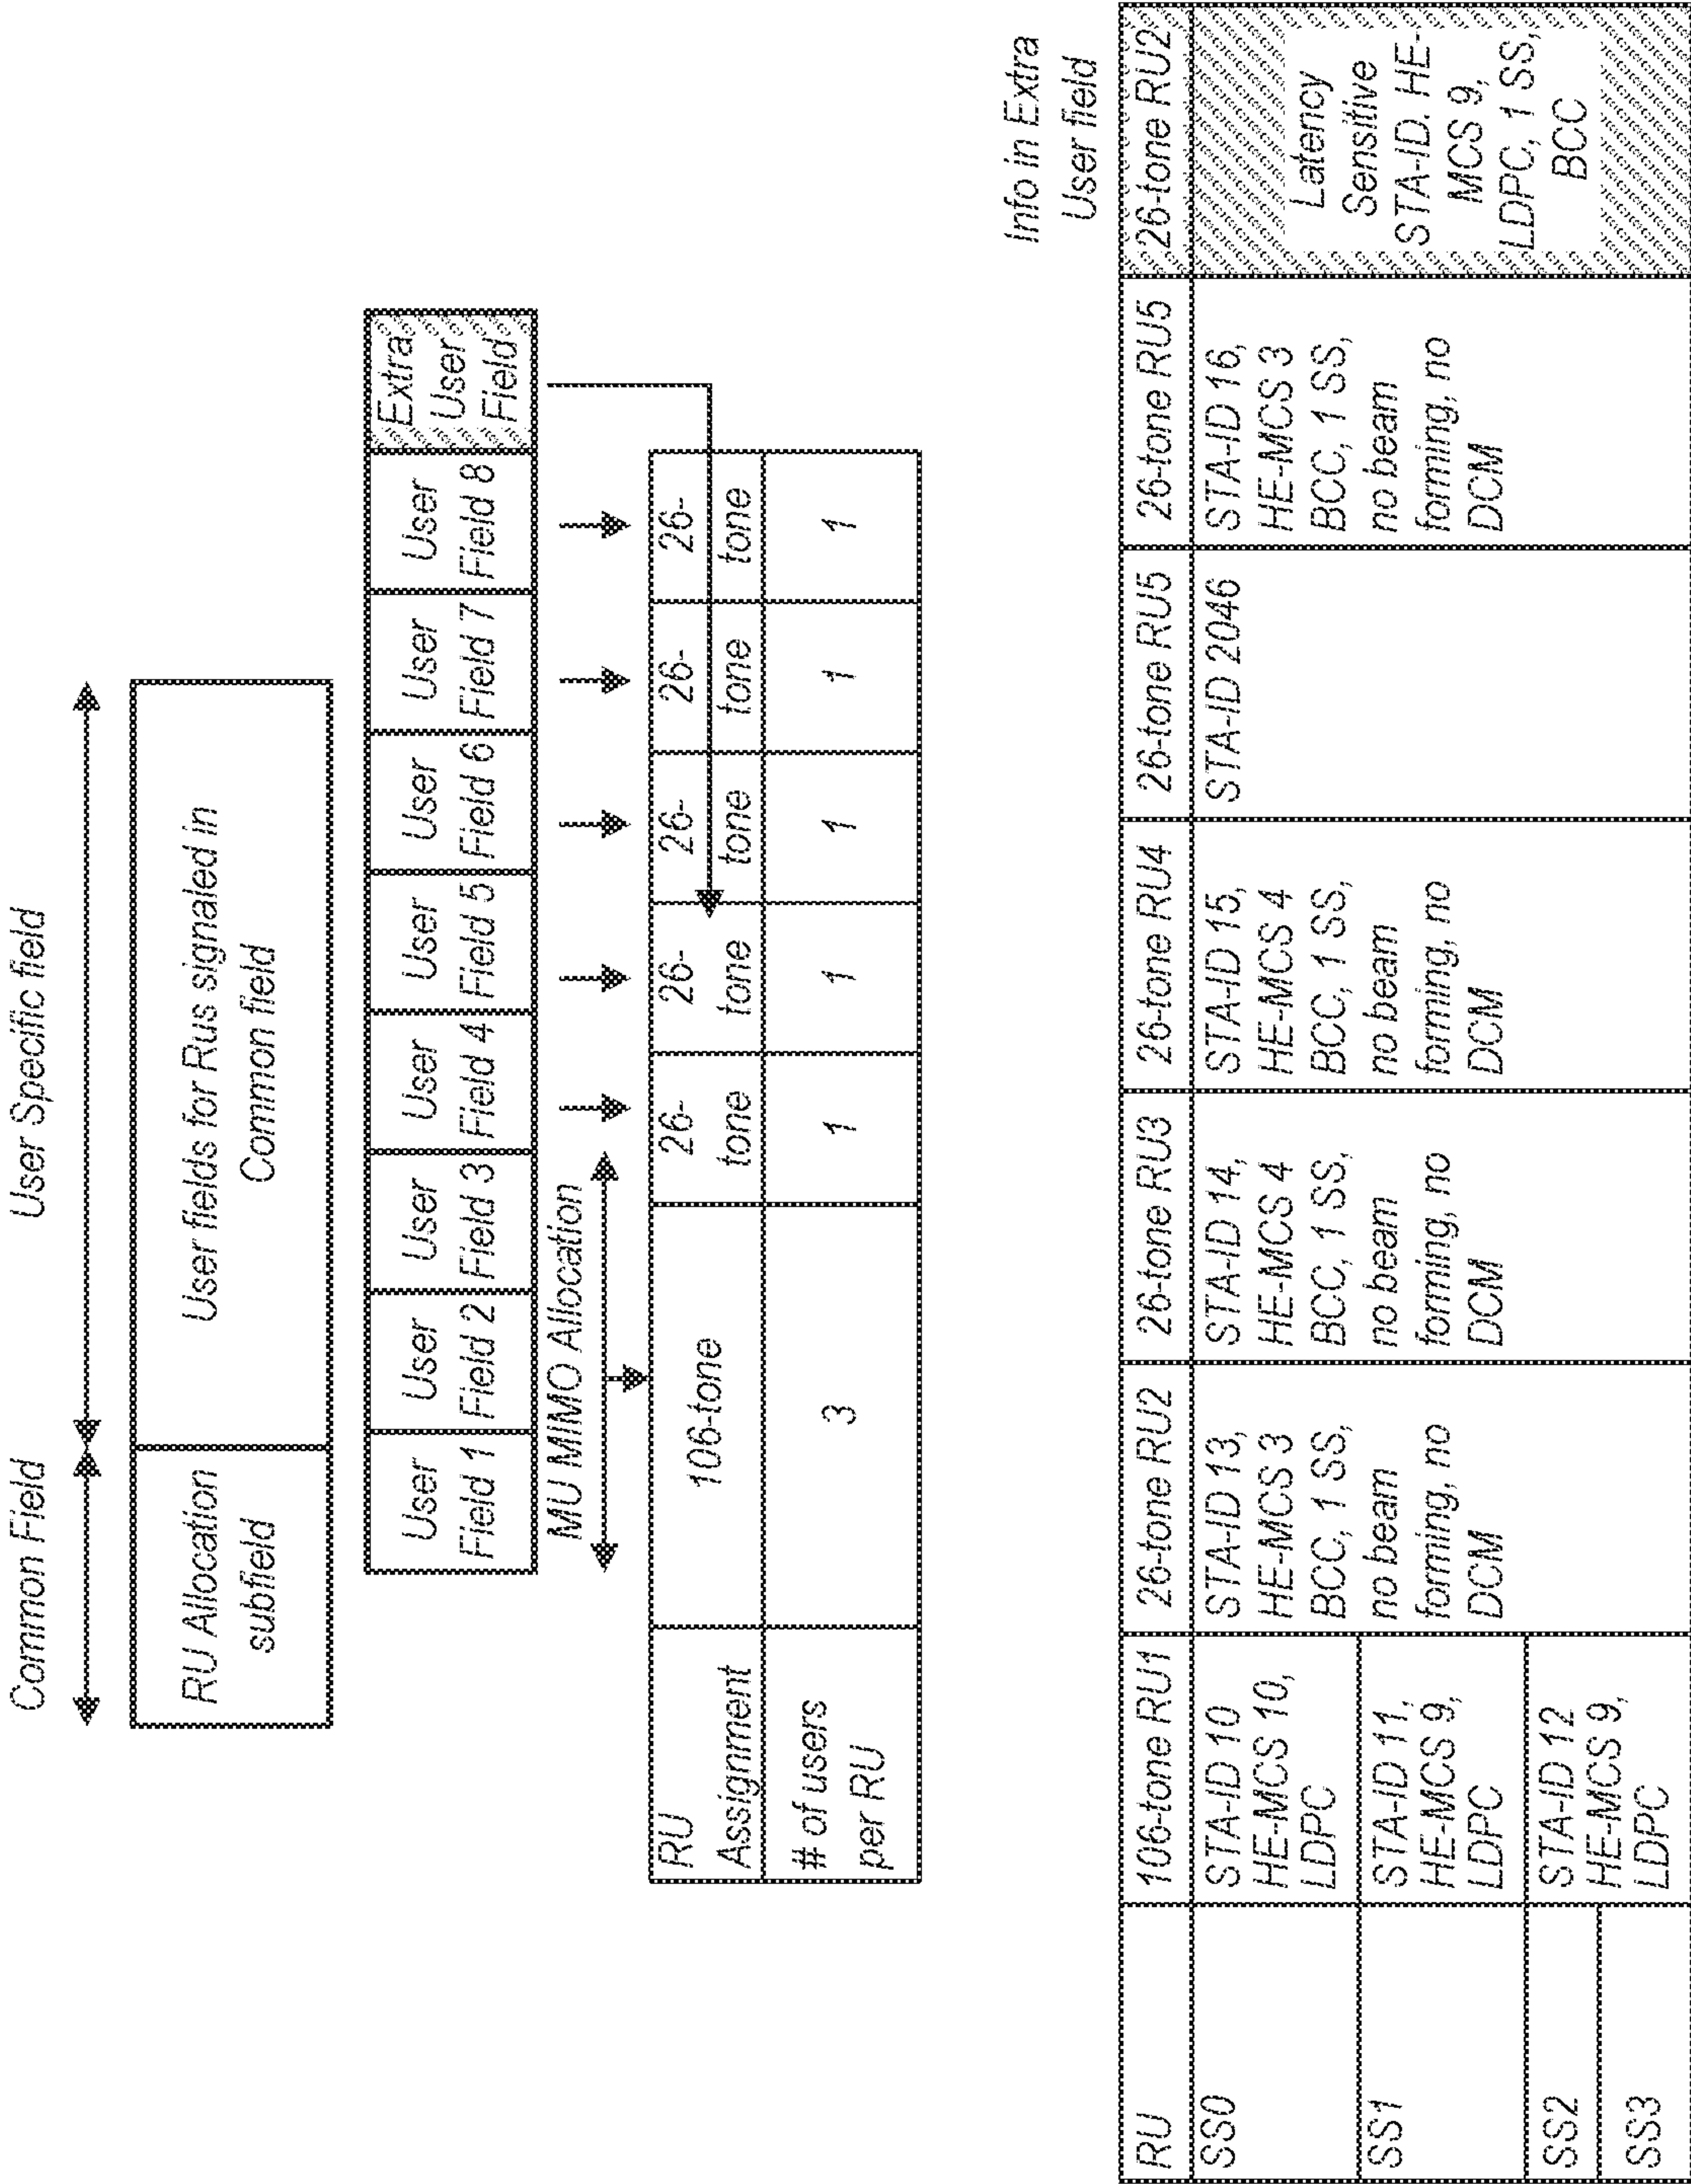 Common Field
User Specific field
RU Allocation
subfield
User fields for Rus signaled in
Common field
User
Field 1
User
Field 2
User
Field 3
User
Field 4
User
Field 5
User
Field 6
User
Field 7
User
Field 8
Extra
User
Field
MU MIMO Allocation
RU
Assignment
106-tone
26-
tone
26-
tone
26-
tone
26-
tone
26-
tone
# of users
per RU
3
1
1
1
1
1
Info in Extra
User field
RU
106-tone RU1
26-tone RU2
26-tone RU3
26-tone RU4
26-tone RU5
26-tone RU5
26-tone RU2
SS0
STA-ID 10
HE-MCS 10,
LDPC
SS1
STA-ID 11,
HE-MCS 9,
LDPC
SS2
SS3
STA-ID 12
HE-MCS 9,
LDPC
STA-ID 13,
HE-MCS 3
BCC, 1 SS,
no beam
forming, no
DCM
STA-ID 14,
HE-MCS 4
BCC, 1 SS,
no beam
forming, no
DCM
STA-ID 15,
HE-MCS 4
BCC, 1 SS,
no beam
forming, no
DCM
STA-ID 2046
STA-ID 16,
HE-MCS 3
BCC, 1 SS,
no beam
forming, no
DCM
Latency
Sensitive
STA-ID. HE-
MCS 9,
LDPC, 1 SS,
BCC